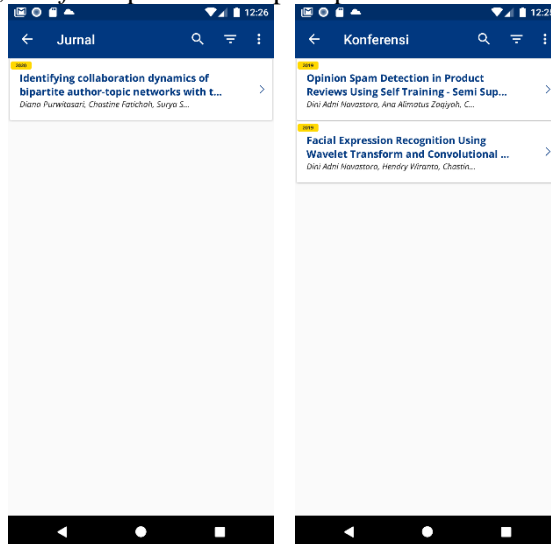 12:26
Jurnal
2020
Identifying collaboration dynamics of
bipartite author-topic networks with t...
Diana Purwitasari, Chastine Fatichah, Surya S...
Konferensi
2019
Opinion Spam Detection in Product
Reviews Using Self Training - Semi Sup...
Dini Adni Navastara, Ana Alimatus Zaqiyah, C...
2019
Facial Expression Recognition Using
Wavelet Transform and Convolutional ...
Dini Adni Navastara, Hendry Wiranto, Chastin...